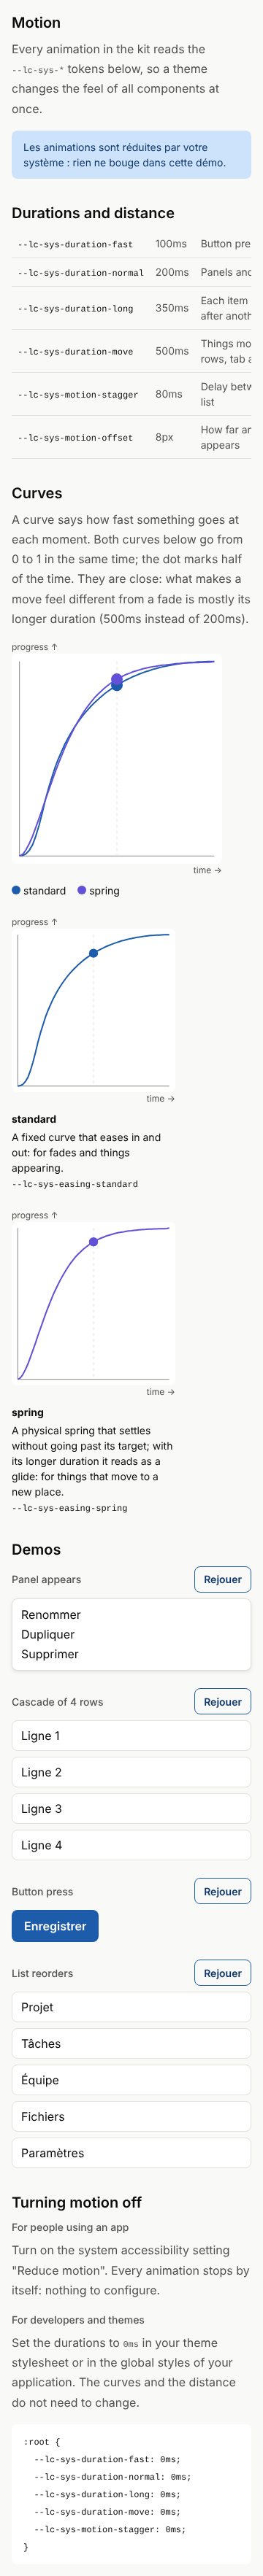 Motion
Every animation in the kit reads the
--lc-sys-* tokens below, so a theme
changes the feel of all components at
once.
Les animations sont réduites par votre
système : rien ne bouge dans cette démo.
Durations and distance
--lc-sys-duration-fast 100ms Button pre
--lc-sys-duration-normal 200ms Panels and
--lc-sys-duration-long 350ms Each item
after anoth
--lc-sys-duration-move 500ms Things mo
rows, tab a
--lc-sys-motion-stagger 80ms Delay betw
list
--lc-sys-motion-offset 8px How far an
appears
Curves
A curve says how fast something goes at
each moment. Both curves below go from
0 to 1 in the same time; the dot marks half
of the time. They are close: what makes a
move feel different from a fade is mostly its
longer duration (500ms instead of 200ms).
progress ↑
time →
standard spring
progress ↑
time →
standard
A fixed curve that eases in and
out: for fades and things
appearing.
--lc-sys-easing-standard
progress ↑
time →
spring
A physical spring that settles
without going past its target; with
its longer duration it reads as a
glide: for things that move to a
new place.
--lc-sys-easing-spring
Demos
Panel appears Rejouer
Renommer
Dupliquer
Supprimer
Cascade of 4 rows Rejouer
Ligne 1
Ligne 2
Ligne 3
Ligne 4
Button press Rejouer
Enregistrer
List reorders Rejouer
Projet
Tâches
Équipe
Fichiers
Paramètres
Turning motion off
For people using an app
Turn on the system accessibility setting
"Reduce motion". Every animation stops by
itself: nothing to configure.
For developers and themes
Set the durations to 0ms in your theme
stylesheet or in the global styles of your
application. The curves and the distance
do not need to change.
:root {
--lc-sys-duration-fast: 0ms;
--lc-sys-duration-normal: 0ms;
--lc-sys-duration-long: 0ms;
--lc-sys-duration-move: 0ms;
--lc-sys-motion-stagger: 0ms;
}